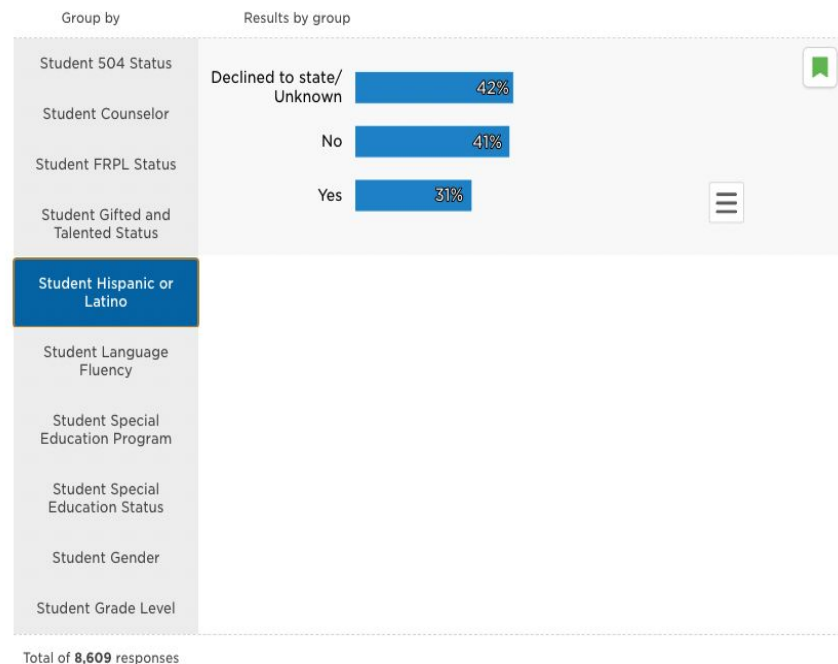 Group by
Results by group
Student 504 Status
Student Counselor
Student FRPL Status
Student Gifted and
Talented Status
Student Hispanic or
Latino
Student Language
Fluency
Student Special
Education Program
Student Special
Education Status
Student Gender
Student Grade Level
Declined to state/
Unknown
42%
No
41%
Yes
31%
Total of 8,609 responses